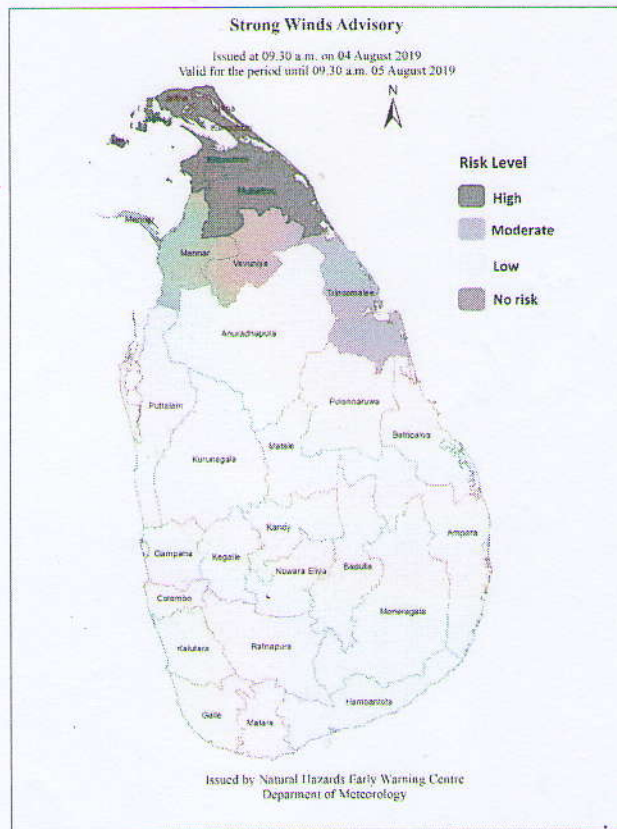 Strong Winds Advisory
Issued at 09.30 a.m. on 04 August 2019
Valid for the period until 09.30 a.m. 05 August 2019
N
Risk Level
High
Moderate
Low
No risk
Mannar
Vavuniya
Trincomalee
Anuradhapura
Puttalam
Polonnaruwa
Batticaloa
Matale
Kurunegala
Ampara
Kandy
Gampaha
Kegalle
Nuwara Eliya
Badulla
Colombo
Moneragala
Kalutara
Ratnapura
Hambantota
Galle
Matara
Issued by Natural Hazards Early Warning Centre
Deparment of Meteorology